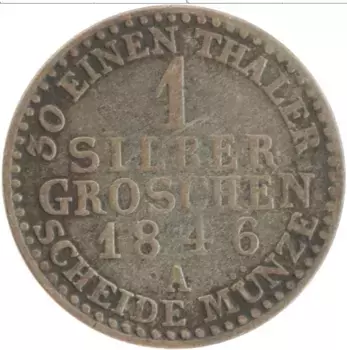 30 EINEN THALER
1
SILBER
GROSCHEN
1846
A
SCHEIDE MÜNZE